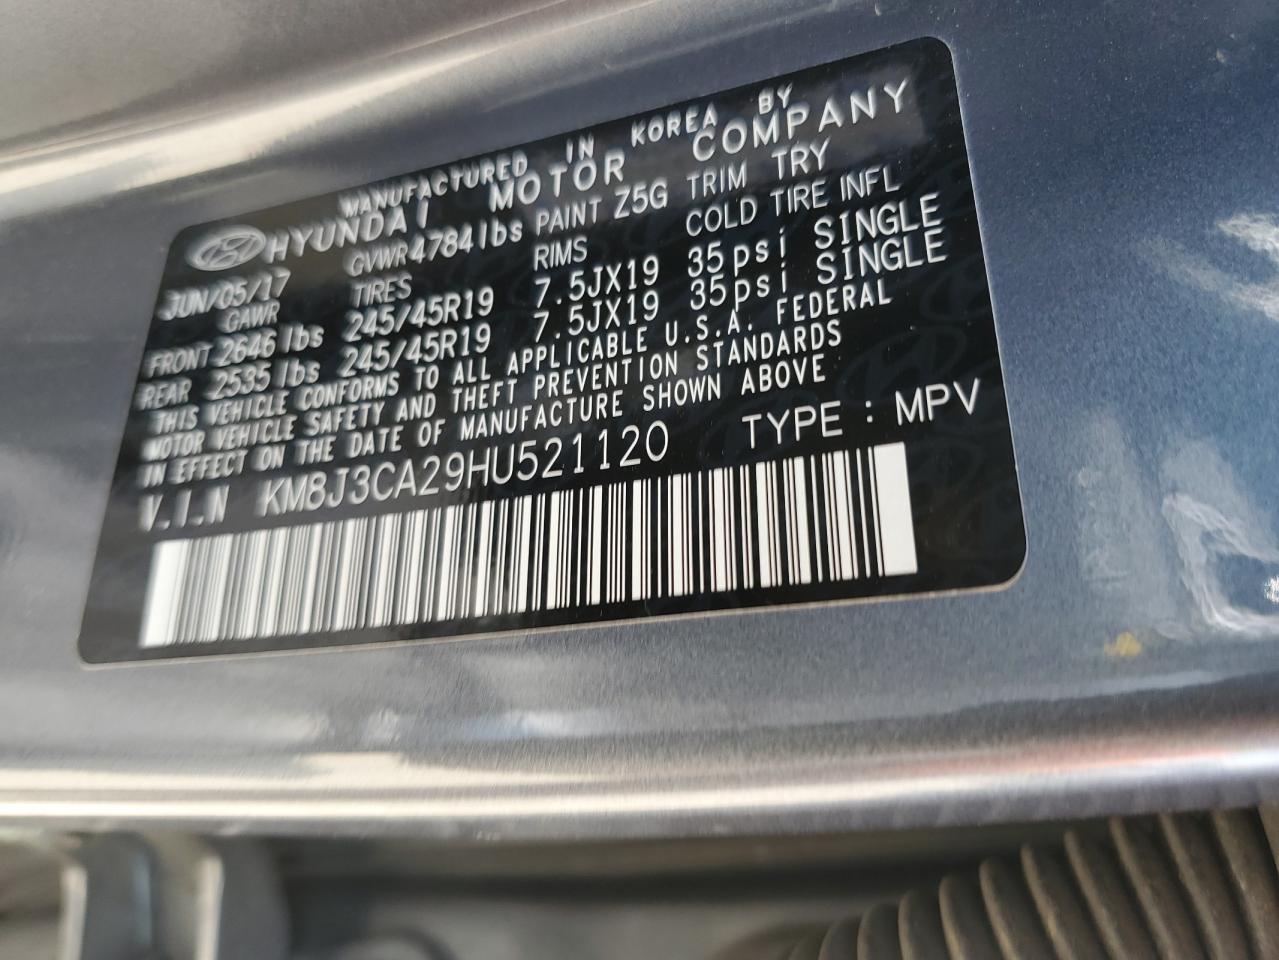 MANUFACTURED IN KOREA BY
HYUNDAI MOTOR COMPANY
JUN/05/17 GVWR 4784lbs PAINT Z5G TRIM TRY
GAWR TIRES RIMS COLD TIRE INFL
FRONT 2646 lbs 245/45R19 7.5JX19 35psi SINGLE
REAR 2535 lbs 245/45R19 7.5JX19 35psi SINGLE
THIS VEHICLE CONFORMS TO ALL APPLICABLE U.S.A. FEDERAL
MOTOR VEHICLE SAFETY AND THEFT PREVENTION STANDARDS
IN EFFECT ON THE DATE OF MANUFACTURE SHOWN ABOVE
V.I.N KM8J3CA29HU521120 TYPE : MPV